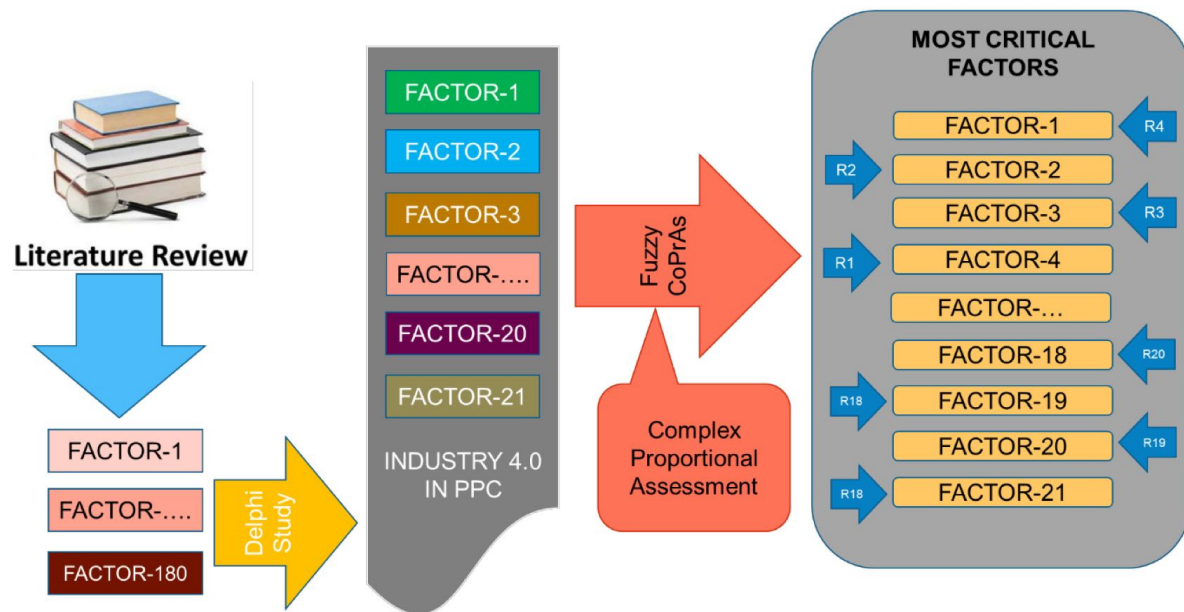 Literature Review
FACTOR-1
FACTOR-....
FACTOR-180
Delphi
Study
FACTOR-1
FACTOR-2
FACTOR-3
FACTOR-....
FACTOR-20
FACTOR-21
INDUSTRY 4.0
IN PPC
Fuzzy
CoPrAs
Complex
Proportional
Assessment
MOST CRITICAL
FACTORS
FACTOR-1
R4
R2
FACTOR-2
FACTOR-3
R3
R1
FACTOR-4
FACTOR-...
FACTOR-18
R20
R18
FACTOR-19
FACTOR-20
R19
R18
FACTOR-21